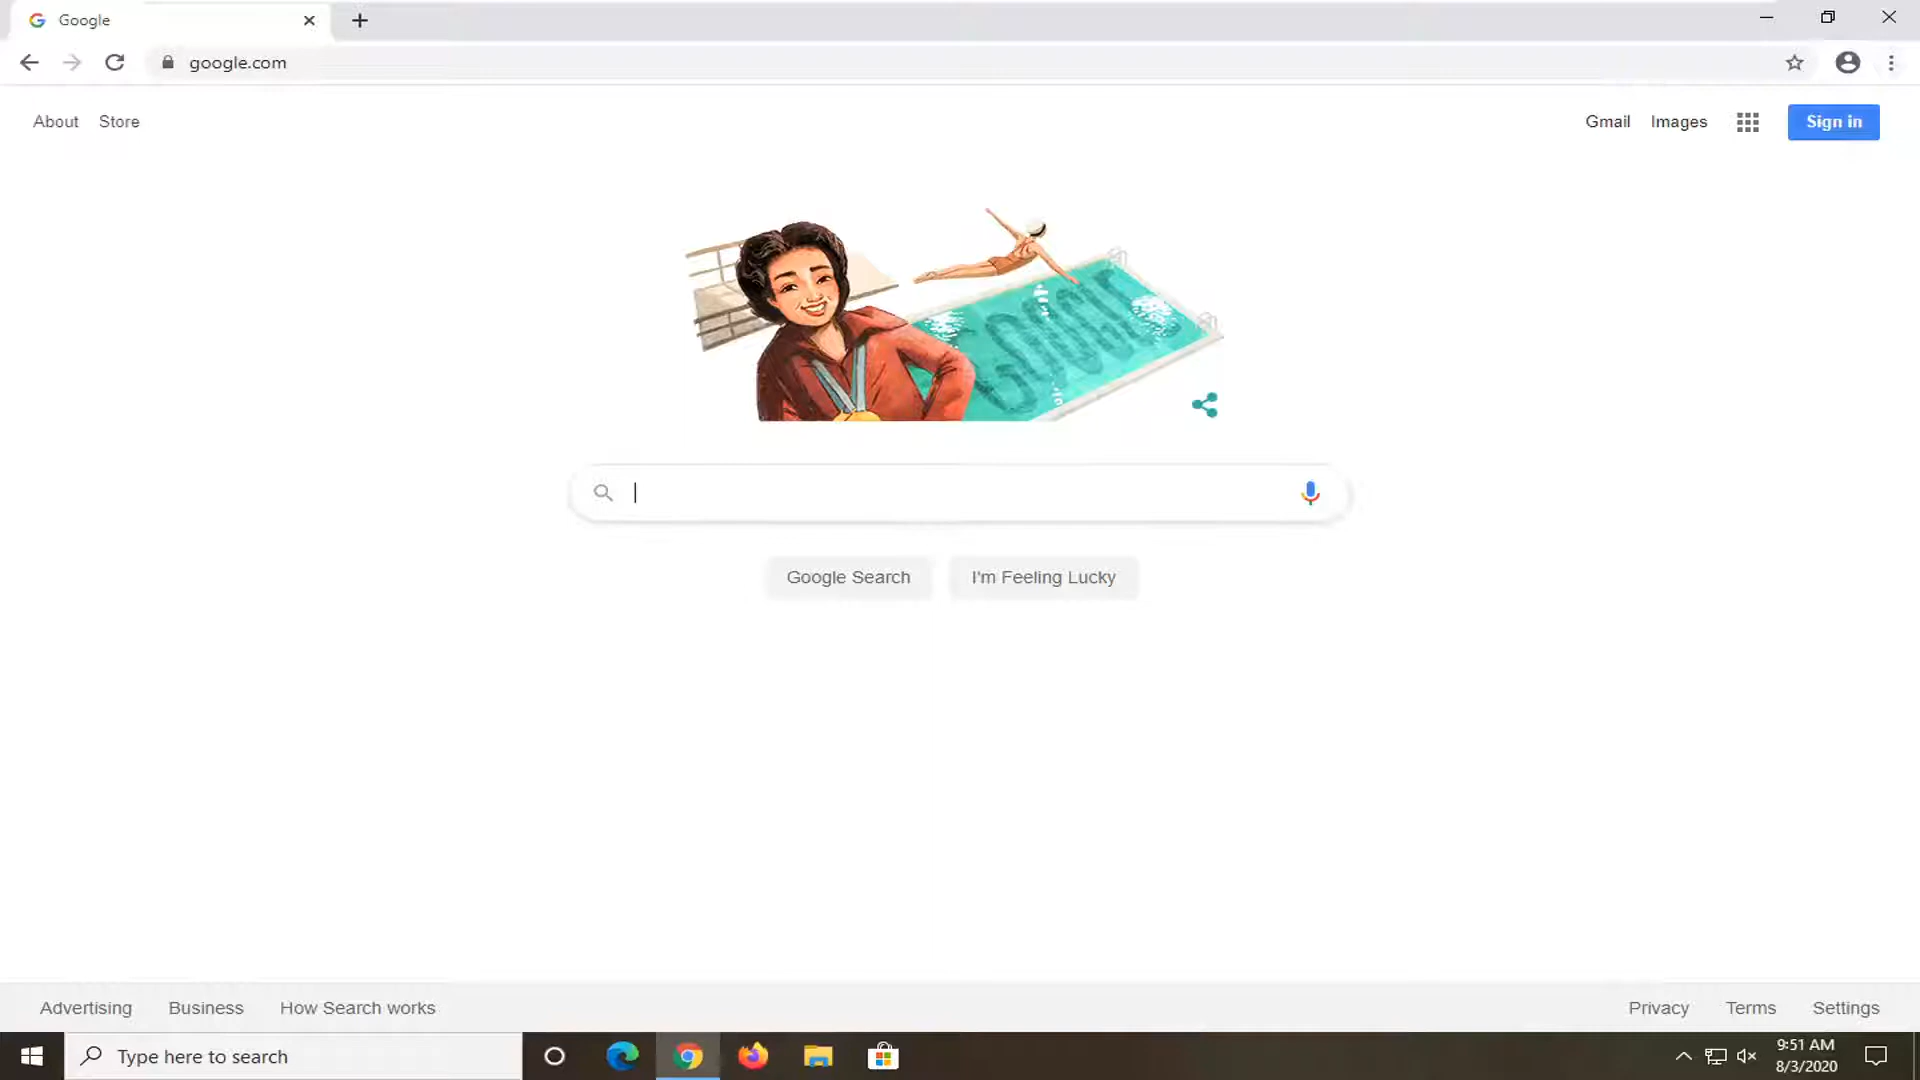 Google
google.com
About Store
Gmail Images Sign in
GOOGLE
Google Search I'm Feeling Lucky
Advertising Business How Search works
Privacy Terms Settings
Type here to search
9:51 AM
8/3/2020